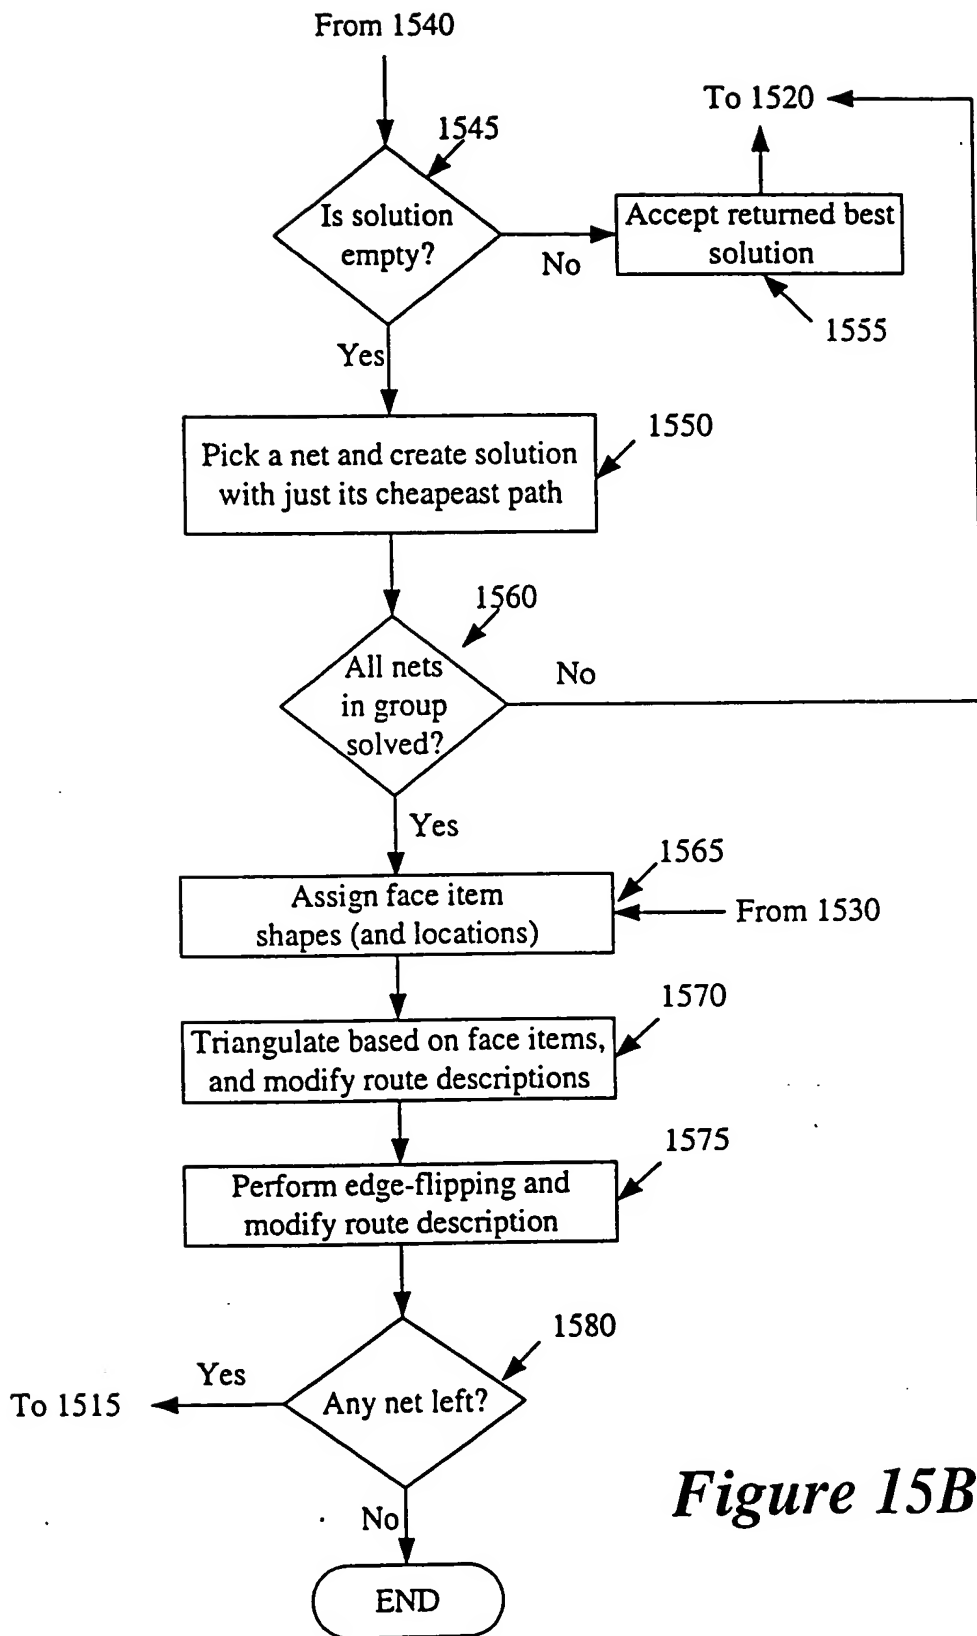 From 1540
To 1520
1545
Is solution
empty?
No
Accept returned best
solution
1555
Yes
Pick a net and create solution
with just its cheapeast path
1550
1560
All nets
in group
solved?
No
Yes
1565
Assign face item
shapes (and locations)
From 1530
1570
Triangulate based on face items,
and modify route descriptions
1575
Perform edge-flipping and
modify route description
1580
Any net left?
Yes
To 1515
No
END
Figure 15B